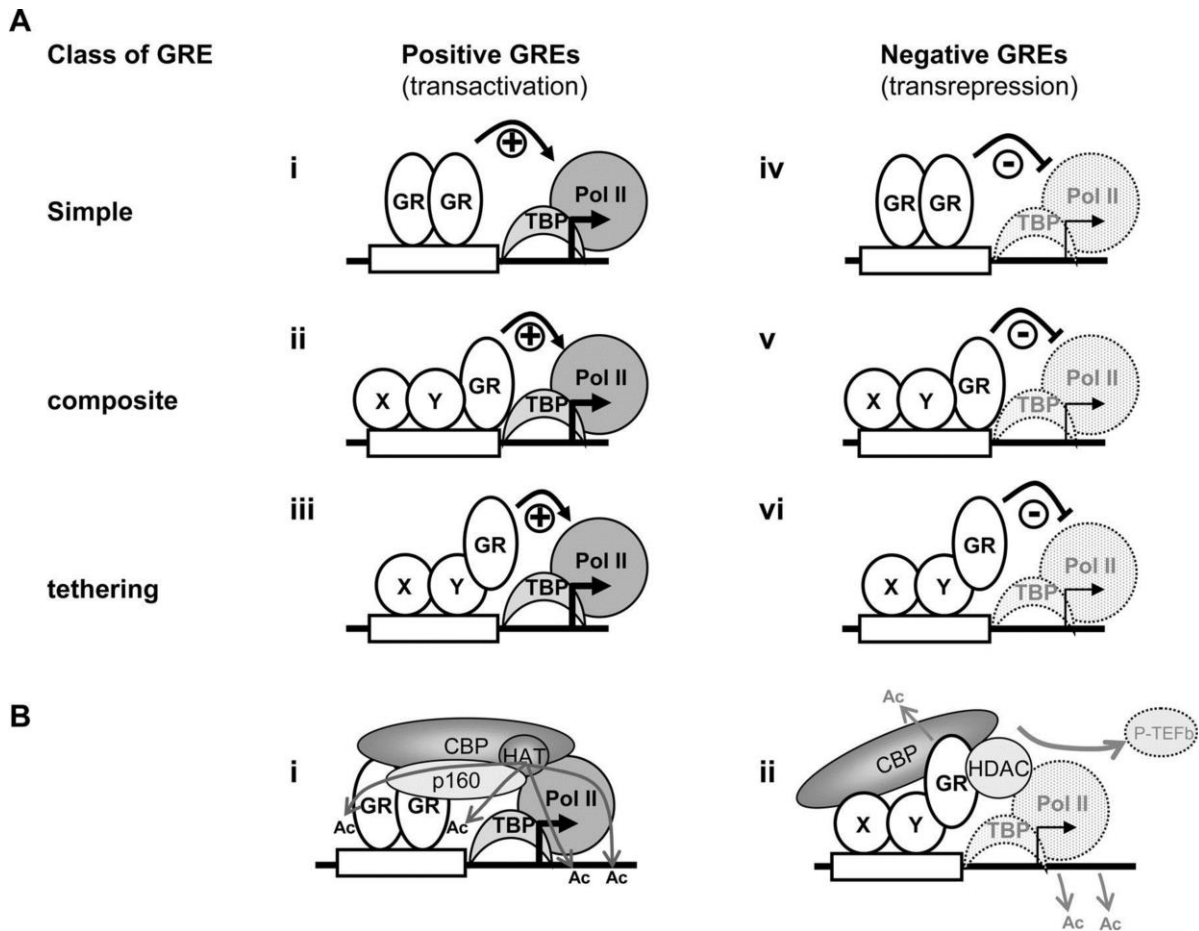 A
Class of GRE
Positive GREs
(transactivation)
Negative GREs
(transrepression)
Simple
i
GR GR
+
TBP
Pol II
iv
GR GR
-
TBP
Pol II
composite
ii
X Y GR
+
TBP
Pol II
v
X Y GR
-
TBP
Pol II
tethering
iii
X Y GR
+
TBP
Pol II
vi
X Y GR
-
TBP
Pol II
B
i
CBP
HAT
p160
GR GR
Pol II
TBP
Ac
Ac
Ac Ac
ii
Ac
CBP
P-TEFb
GR
HDAC
Pol II
X Y
TBP
Ac Ac